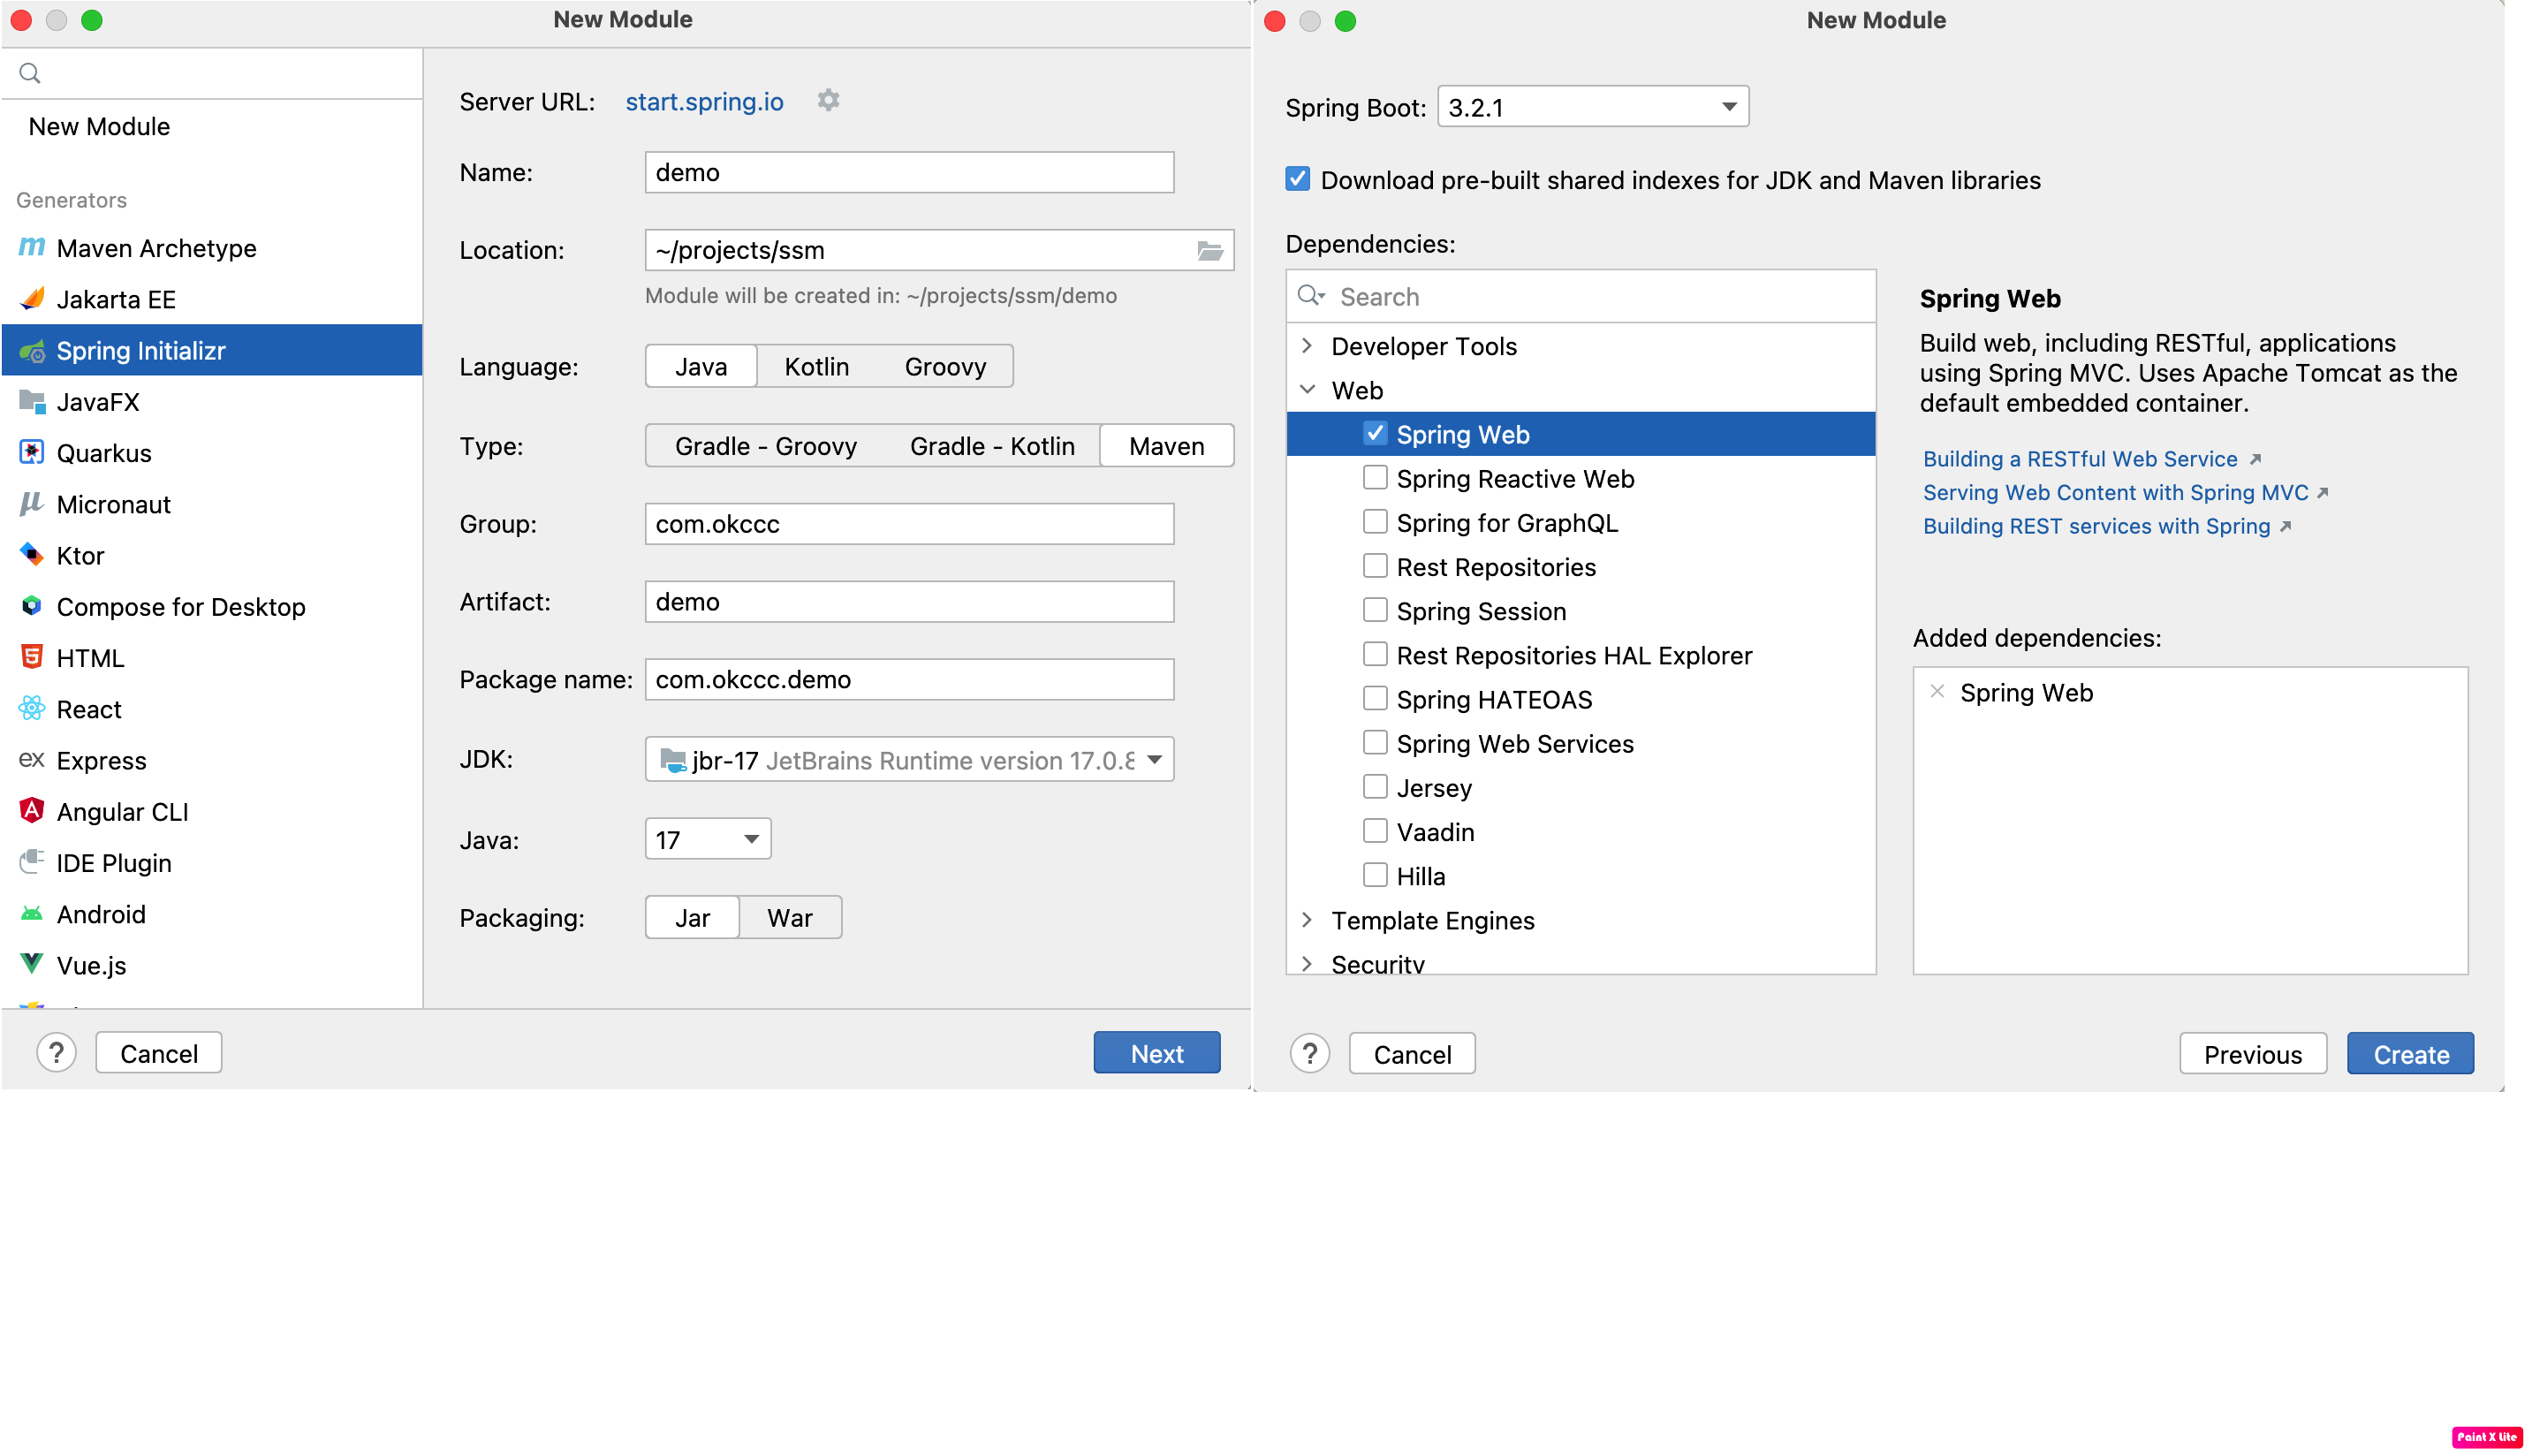 New Module
New Module
Generators
Maven Archetype
Jakarta EE
Spring Initializr
JavaFX
Quarkus
Micronaut
Ktor
Compose for Desktop
HTML
React
Express
Angular CLI
IDE Plugin
Android
Vue.js
Server URL: start.spring.io
Name: demo
Location: ~/projects/ssm
Module will be created in: ~/projects/ssm/demo
Language: Java Kotlin Groovy
Type: Gradle - Groovy Gradle - Kotlin Maven
Group: com.okccc
Artifact: demo
Package name: com.okccc.demo
JDK: jbr-17 JetBrains Runtime version 17.0.8
Java: 17
Packaging: Jar War
? Cancel Next
New Module
Spring Boot: 3.2.1
Download pre-built shared indexes for JDK and Maven libraries
Dependencies:
Search
Developer Tools
Web
Spring Web
Spring Reactive Web
Spring for GraphQL
Rest Repositories
Spring Session
Rest Repositories HAL Explorer
Spring HATEOAS
Spring Web Services
Jersey
Vaadin
Hilla
Template Engines
Security
Spring Web
Build web, including RESTful, applications
using Spring MVC. Uses Apache Tomcat as the
default embedded container.
Building a RESTful Web Service
Serving Web Content with Spring MVC
Building REST services with Spring
Added dependencies:
Spring Web
? Cancel Previous Create
Paint X Lite